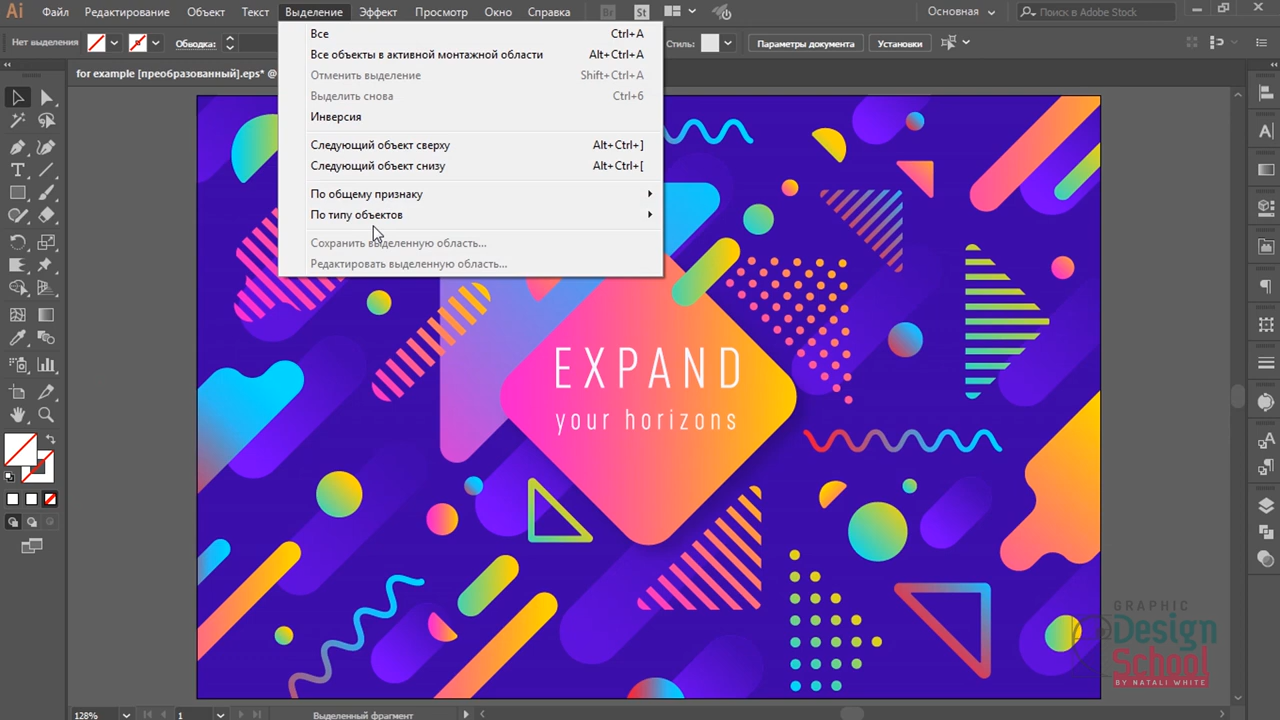 Ai Файл Редактирование Объект Текст Выделение Эффект Просмотр Окно Справка Br St Основная Поиск в Adobe Stock
Нет выделения Обводка: Стиль: Параметры документа Установки
for example [преобразованный].eps* @
Все Ctrl+A
Все объекты в активной монтажной области Alt+Ctrl+A
Отменить выделение Shift+Ctrl+A
Выделить снова Ctrl+6
Инверсия
Следующий объект сверху Alt+Ctrl+]
Следующий объект снизу Alt+Ctrl+[
По общему признаку
По типу объектов
Сохранить выделенную область...
Редактировать выделенную область...
EXPAND
your horizons
GRAPHIC
Design
School
BY NATALI WHITE
128% 1 Выделенный фрагмент